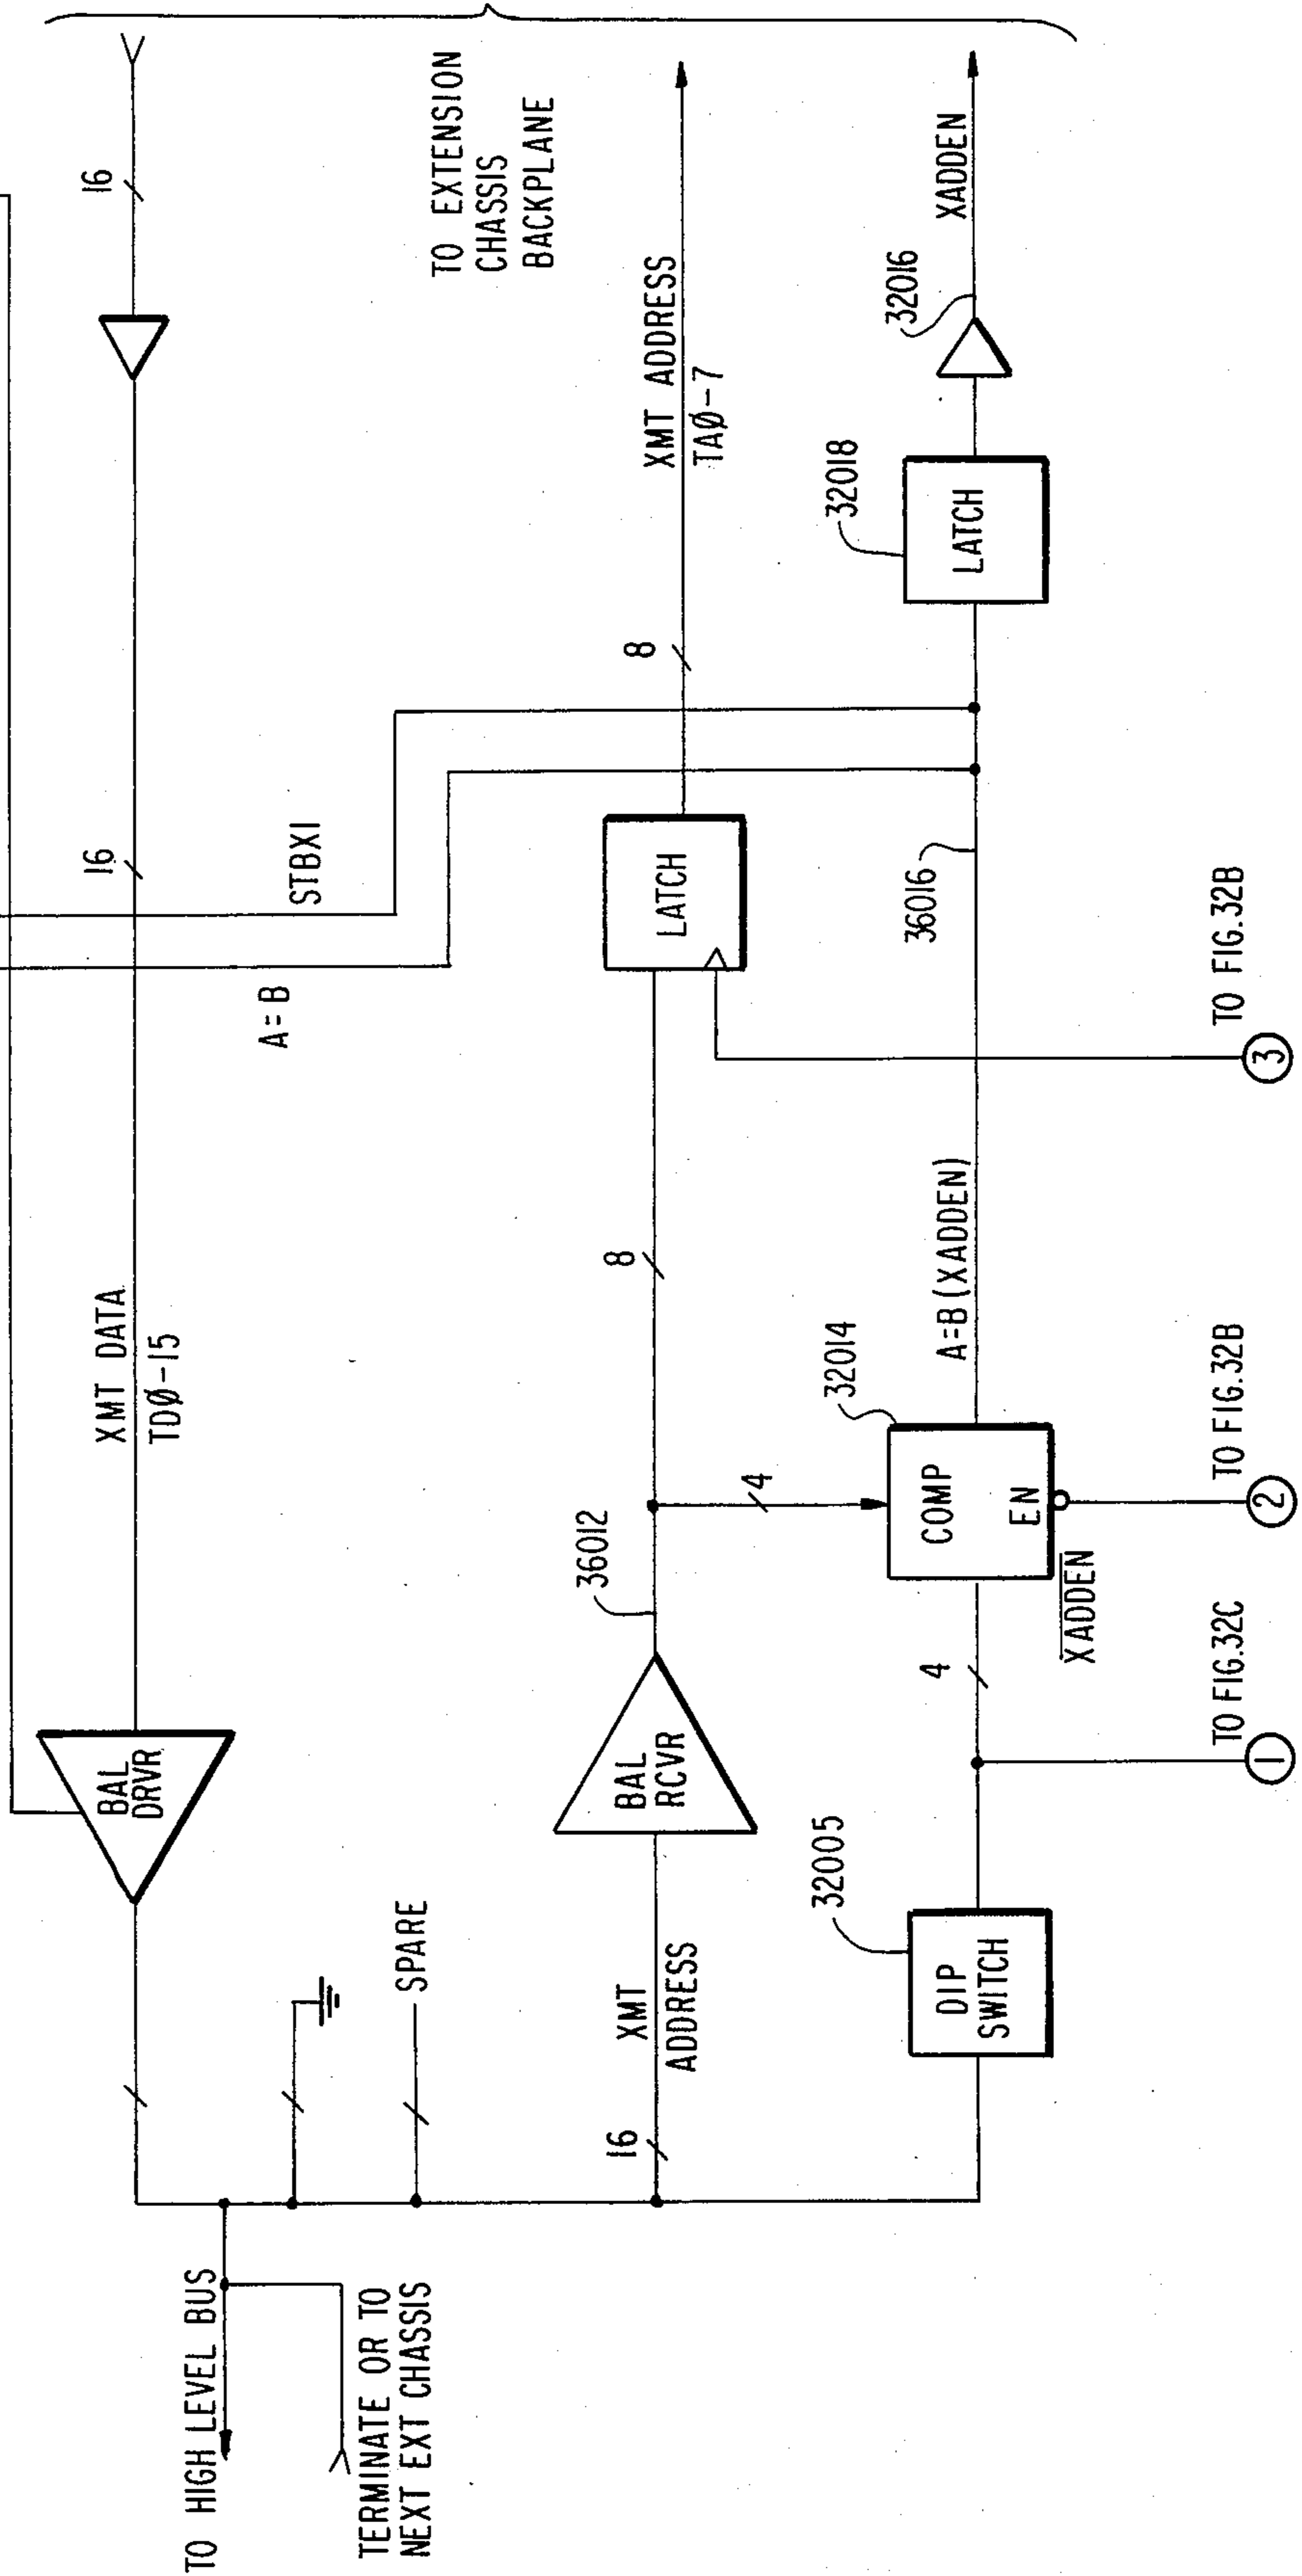 TO HIGH LEVEL BUS
TERMINATE OR TO
NEXT EXT CHASSIS
BAL
DRVR
XMT DATA
TDØ-15
16
16
A=B
STBX1
SPARE
TO EXTENSION
CHASSIS
BACKPLANE
16
XMT
ADDRESS
BAL
RCVR
36012
8
4
LATCH
8
XMT ADDRESS
TAØ-7
32005
DIP
SWITCH
4
32014
COMP
EN
XADDEN
A=B (XADDEN)
36016
32018
LATCH
32016
XADDEN
TO FIG.32C
1
TO FIG.32B
2
TO FIG.32B
3